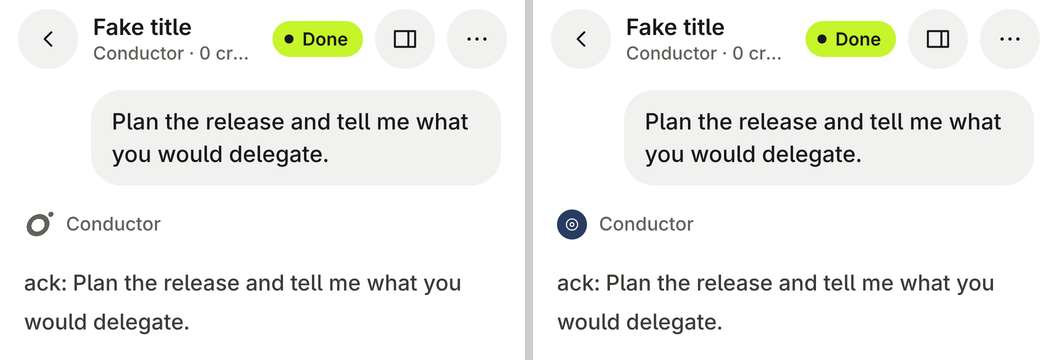 Fake title
Conductor · 0 cr...
Done
Plan the release and tell me what
you would delegate.
Conductor
ack: Plan the release and tell me what you
would delegate.
Fake title
Conductor · 0 cr...
Done
Plan the release and tell me what
you would delegate.
Conductor
ack: Plan the release and tell me what you
would delegate.